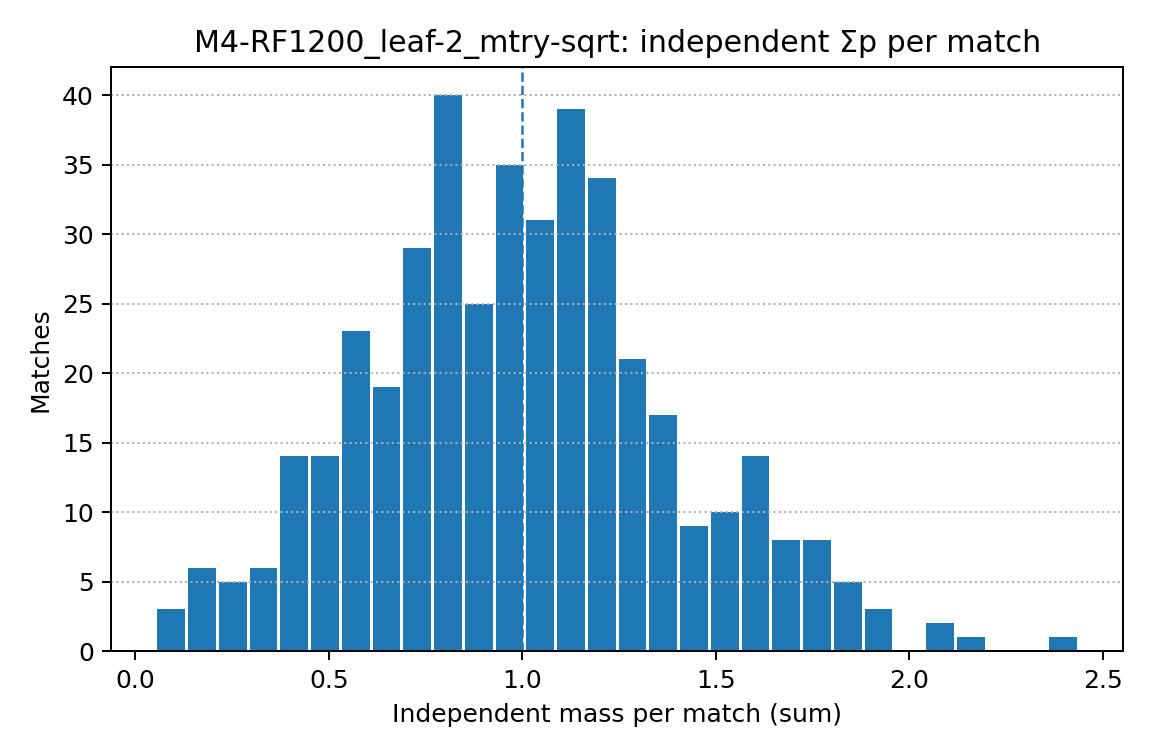 M4-RF1200_leaf-2_mtry-sqrt: independent Σp per match
Matches
40
35
30
25
20
15
10
5
0
0.0 0.5 1.0 1.5 2.0 2.5
Independent mass per match (sum)